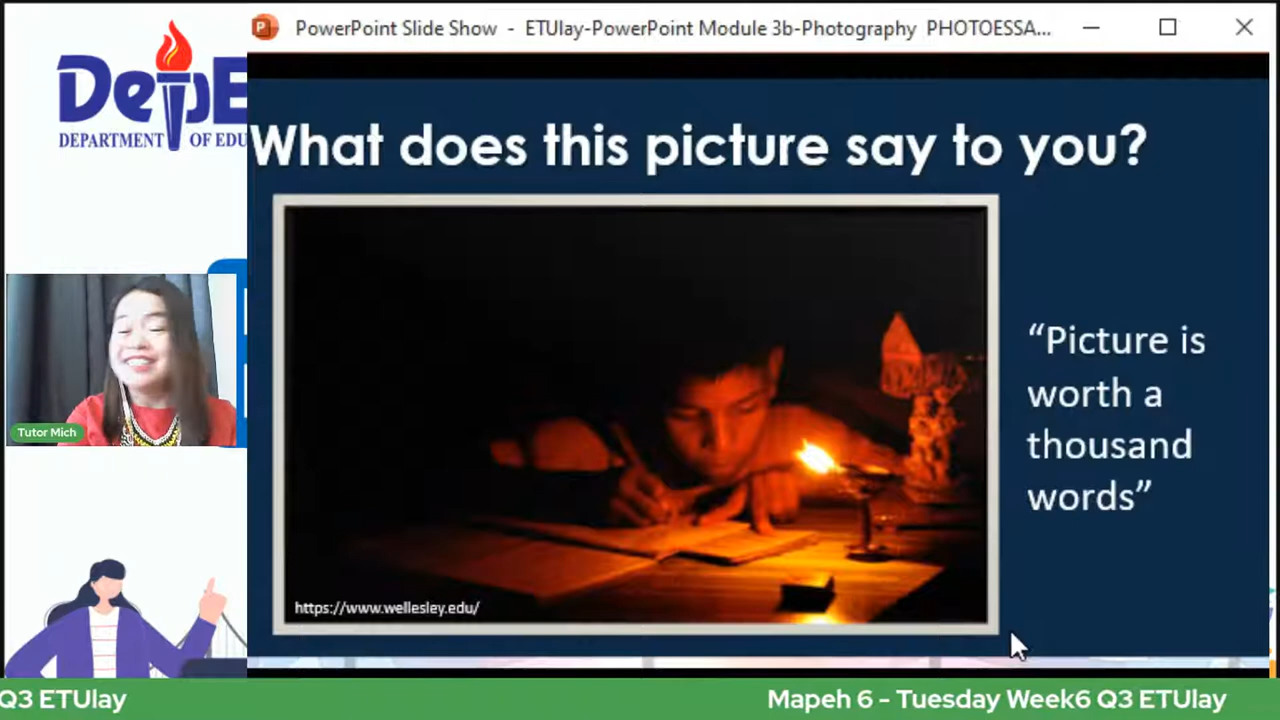 PowerPoint Slide Show - ETUlay-PowerPoint Module 3b-Photography PHOTOESSA...
DepE
DEPARTMENT OF EDU
What does this picture say to you?
“Picture is
worth a
thousand
words”
Tutor Mich
https://www.wellesley.edu/
Q3 ETUlay
Mapeh 6 - Tuesday Week6 Q3 ETUlay